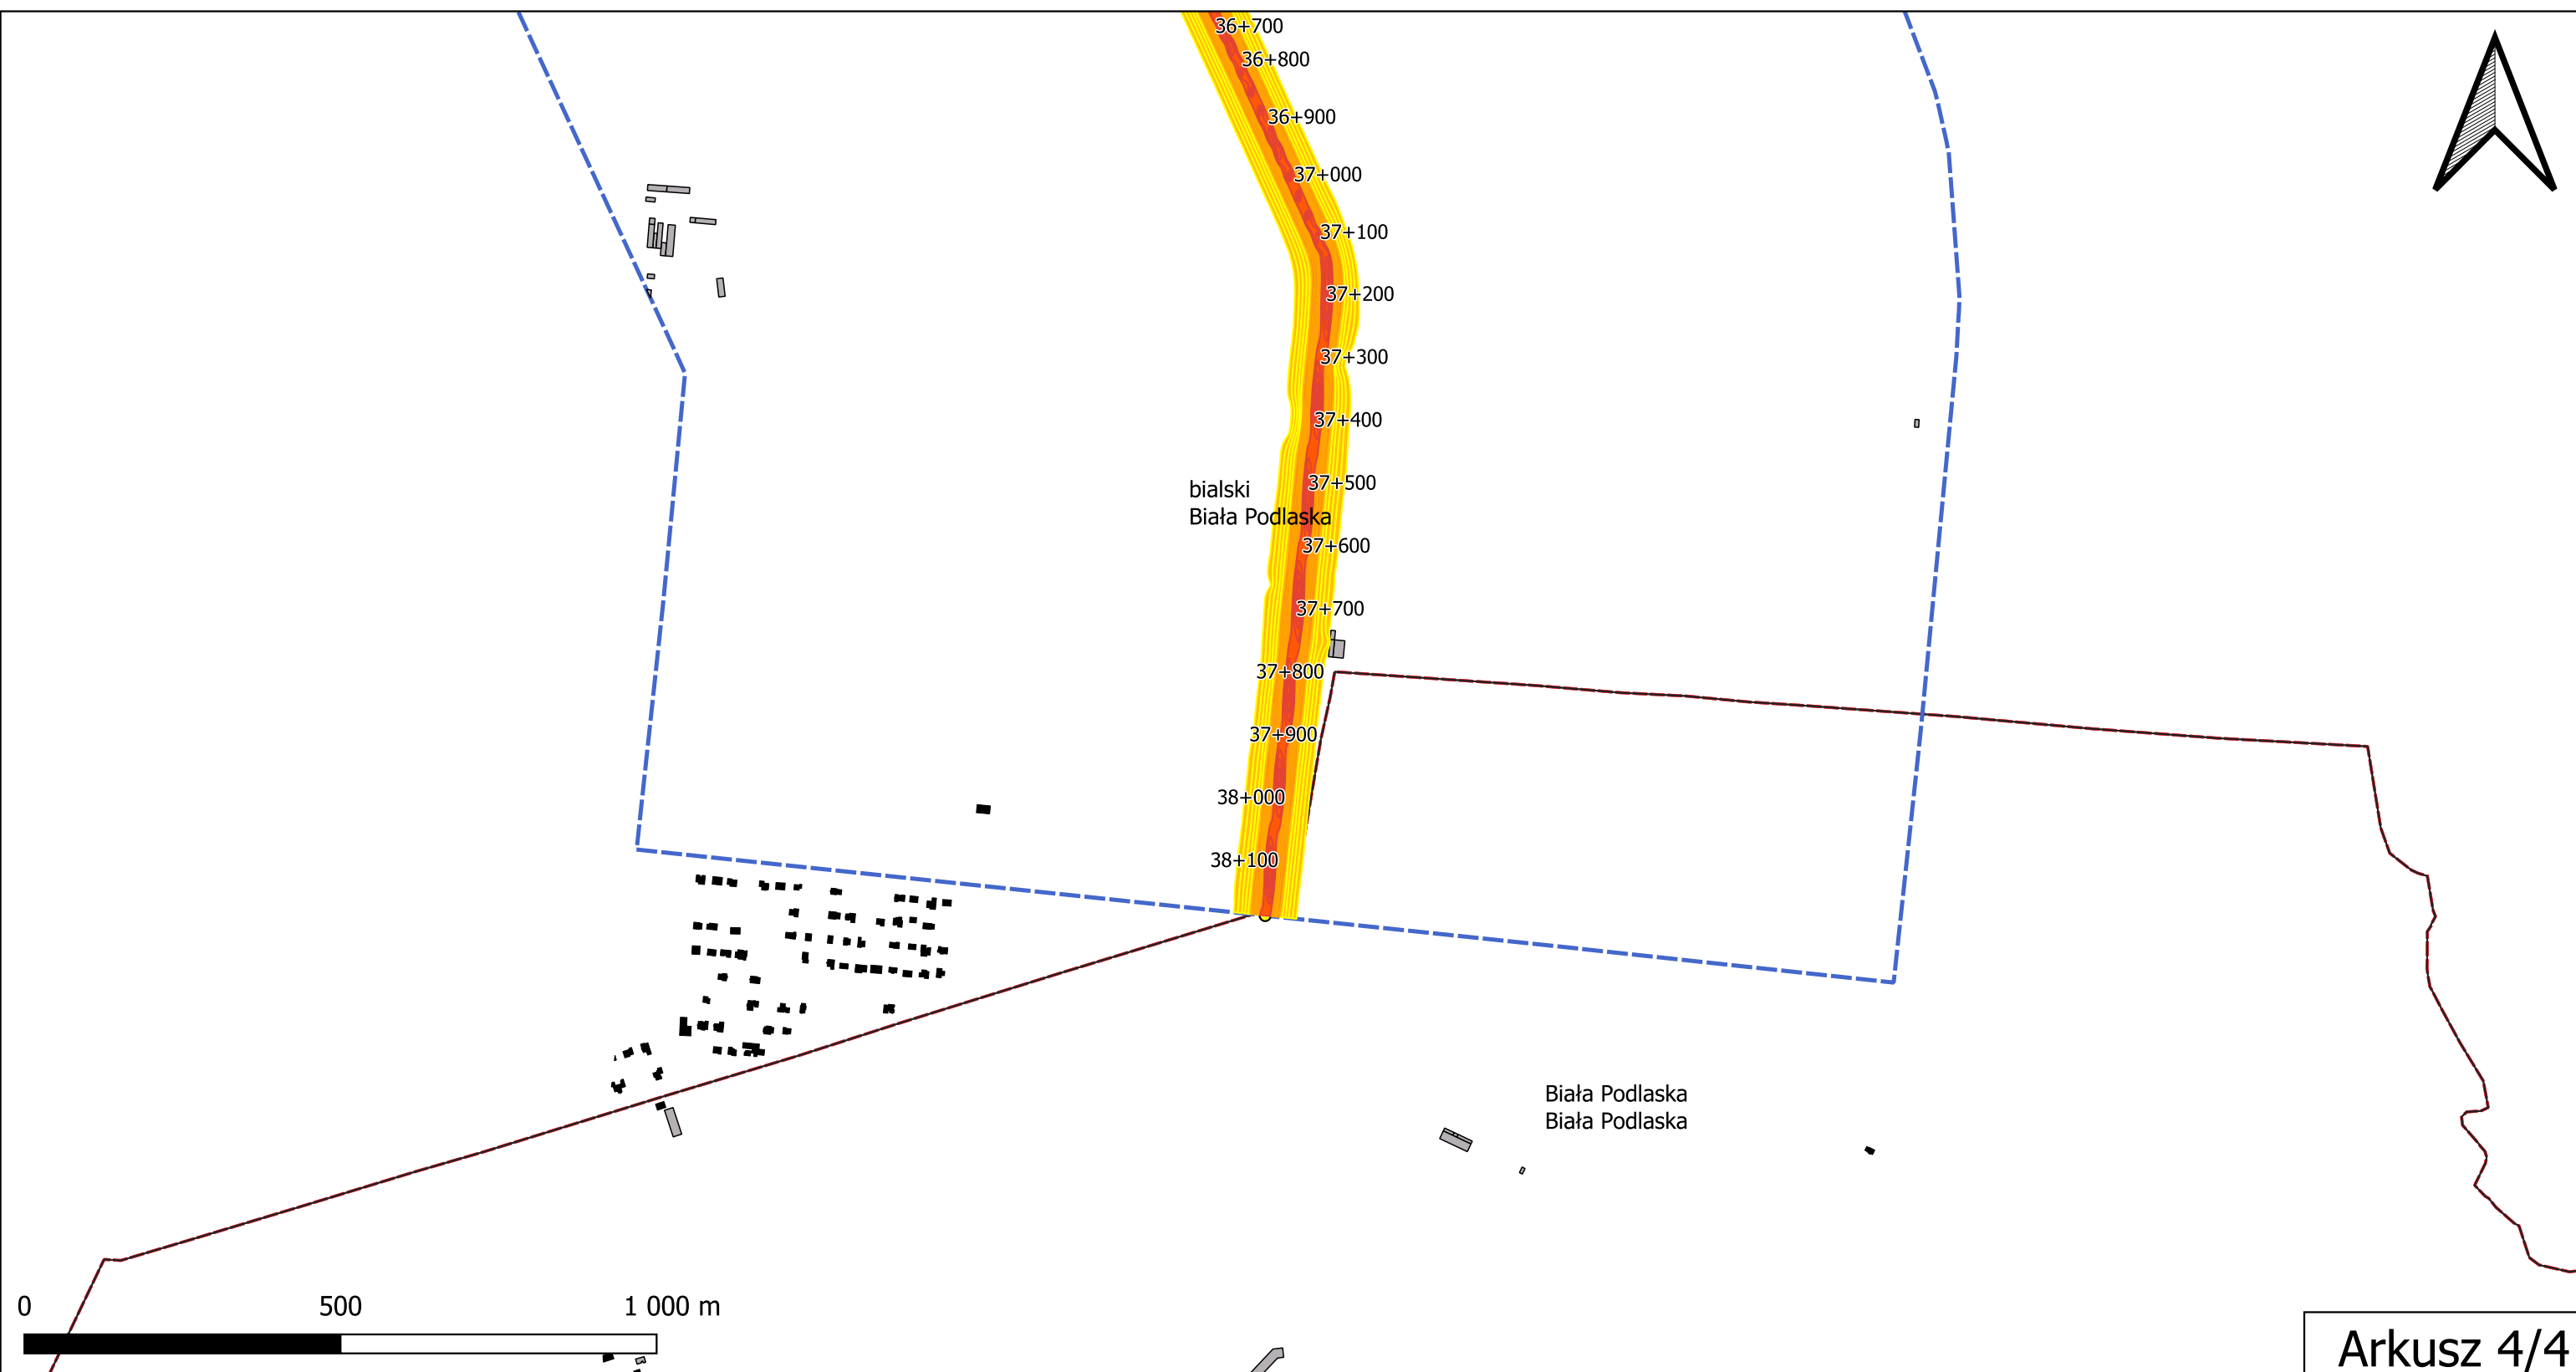 36+700
36+800
36+900
37+000
37+100
37+200
37+300
37+400
bialski
37+500
Biała Podlaska
37+600
37+700
37+800
37+900
38+000
38+100
Biała Podlaska
Biała Podlaska
0 500 1 000 m
Arkusz 4/4